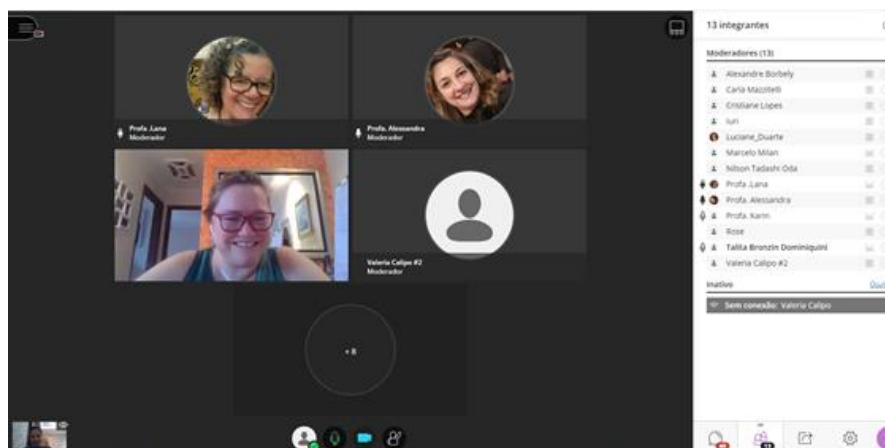 Profa .Lana
Moderador
Profa. Alessandra
Moderador
Valeria Calipo #2
Moderador
+ 8
13 integrantes
Moderadores (13)
Alexandre Borbely
Carla Mazzitelli
Cristiane Lopes
Iuri
Luciane_Duarte
Marcelo Milan
Nilson Tadashi Oda
Profa .Lana
Profa. Alessandra
Profa. Karin
Rose
Talita Bronzin Dominiquini
Valeria Calipo #2
Inativo
Sem conexão: Valeria Calipo